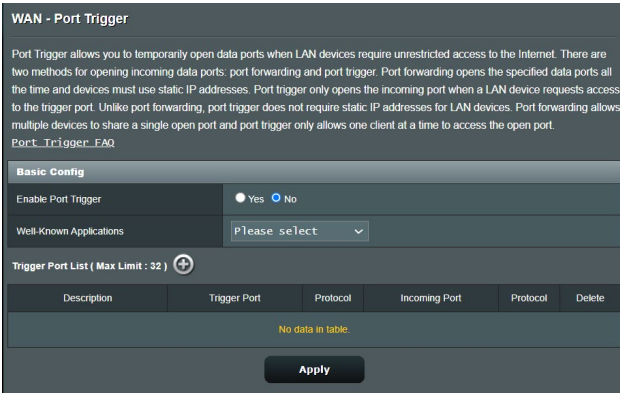 WAN - Port Trigger
Port Trigger allows you to temporarily open data ports when LAN devices require unrestricted access to the Internet. There are
two methods for opening incoming data ports: port forwarding and port trigger. Port forwarding opens the specified data ports all
the time and devices must use static IP addresses. Port trigger only opens the incoming port when a LAN device requests access
to the trigger port. Unlike port forwarding, port trigger does not require static IP addresses for LAN devices. Port forwarding allows
multiple devices to share a single open port and port trigger only allows one client at a time to access the open port.
Port Trigger FAQ
Basic Config
Enable Port Trigger Yes No
Well-Known Applications Please select
Trigger Port List ( Max Limit : 32 )
Description Trigger Port Protocol Incoming Port Protocol Delete
No data in table.
Apply